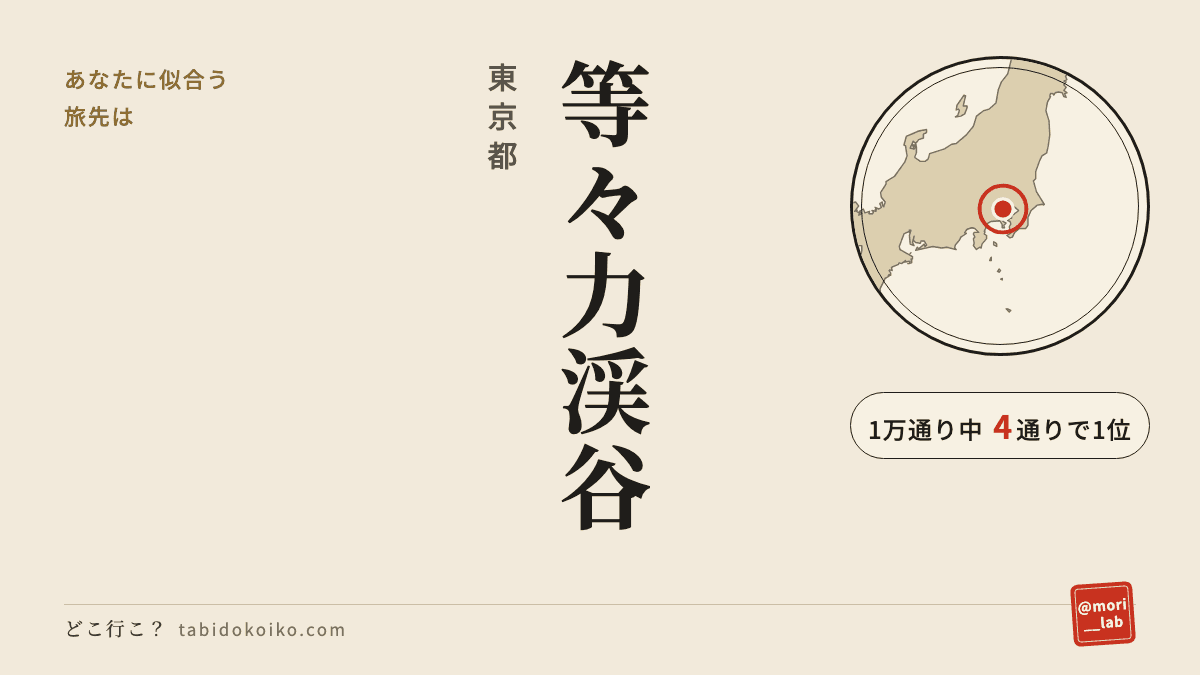 あなたに似合う
旅先は
等々力渓谷
東京都
1万通り中 4通りで1位
どこ行こ? tabidokoiko.com
@mori
__lab